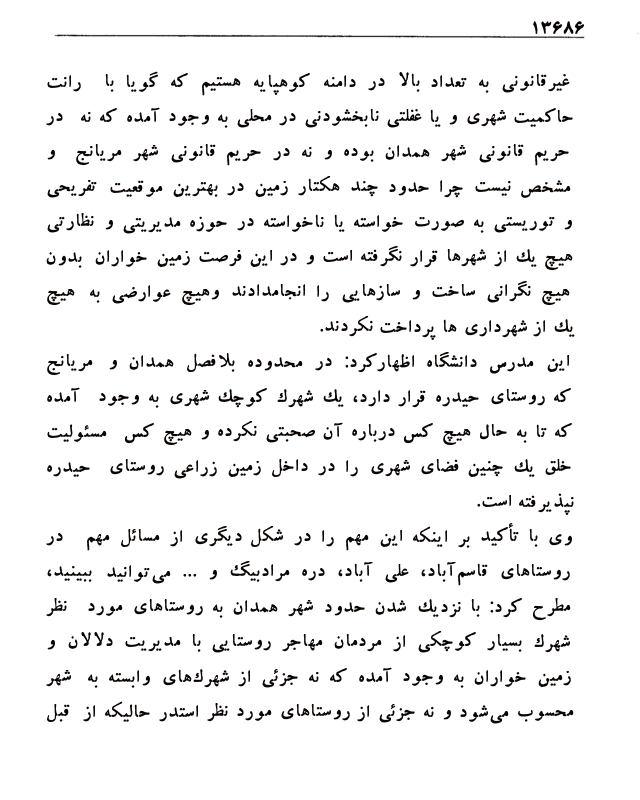 ۱۳۶۸۶
غیرقانونی به تعداد بالا در دامنه کوهپایه هستیم که گویا با رانت
حاکمیت شهری و یا غفلتی نابخشودنی در محلی به وجود آمده که نه در
حریم قانونی شهر همدان بوده و نه در حریم قانونی شهر مریانج و
مشخص نیست چرا حدود چند هکتار زمین در بهترین موقعیت تفریحی
و توریستی به صورت خواسته یا ناخواسته در حوزه مدیریتی و نظارتی
هیچ یك از شهرها قرار نگرفته است و در این فرصت زمین خواران بدون
هیچ نگرانی ساخت و سازهایی را انجامدادند وهیچ عوارضی به هیچ
یك از شهرداری ها پرداخت نکردند.
این مدرس دانشگاه اظهارکرد: در محدوده بلافصل همدان و مریانج
که روستای حیدره قرار دارد، یك شهرك کوچك شهری به وجود آمده
که تا به حال هیچ کس درباره آن صحبتی نکرده و هیچ کس مسئولیت
خلق یك چنین فضای شهری را در داخل زمین زراعی روستای حیدره
نپذیرفته است.
وی با تأکید بر اینکه این مهم را در شکل دیگری از مسائل مهم در
روستاهای قاسم‌آباد، علی آباد، دره مرادبیگ و ... می‌توانید ببینید،
مطرح کرد: با نزدیك شدن حدود شهر همدان به روستاهای مورد نظر
شهرك بسیار کوچکی از مردمان مهاجر روستایی با مدیریت دلالان و
زمین خواران به وجود آمده که نه جزئی از شهرك‌های وابسته به شهر
محسوب می‌شود و نه جزئی از روستاهای مورد نظر استدر حالیکه از قبل